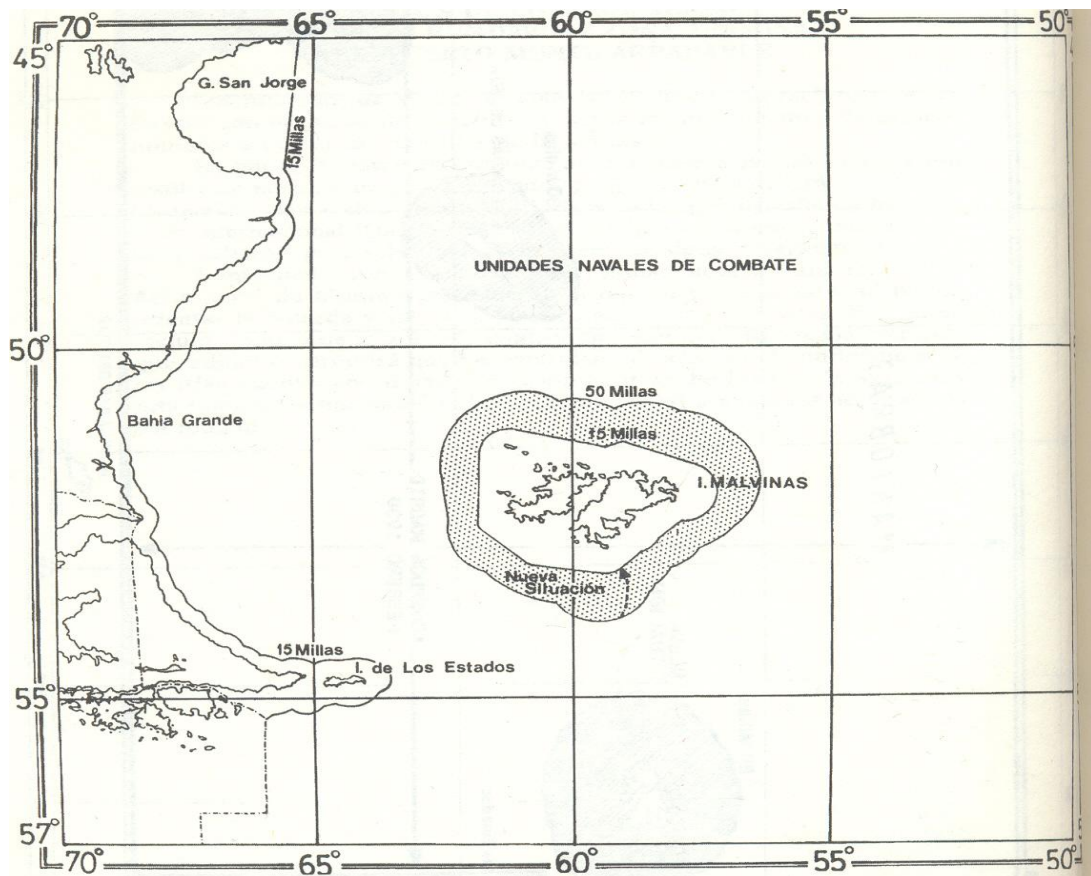 70° 65° 60° 55° 50°
45°
G. San Jorge
15 Millas
UNIDADES NAVALES DE COMBATE
50°
50 Millas
Bahia Grande
15 Millas
I. MALVINAS
Nueva
Situación
15 Millas
I. de Los Estados
55°
57°
70° 65° 60° 55° 50°